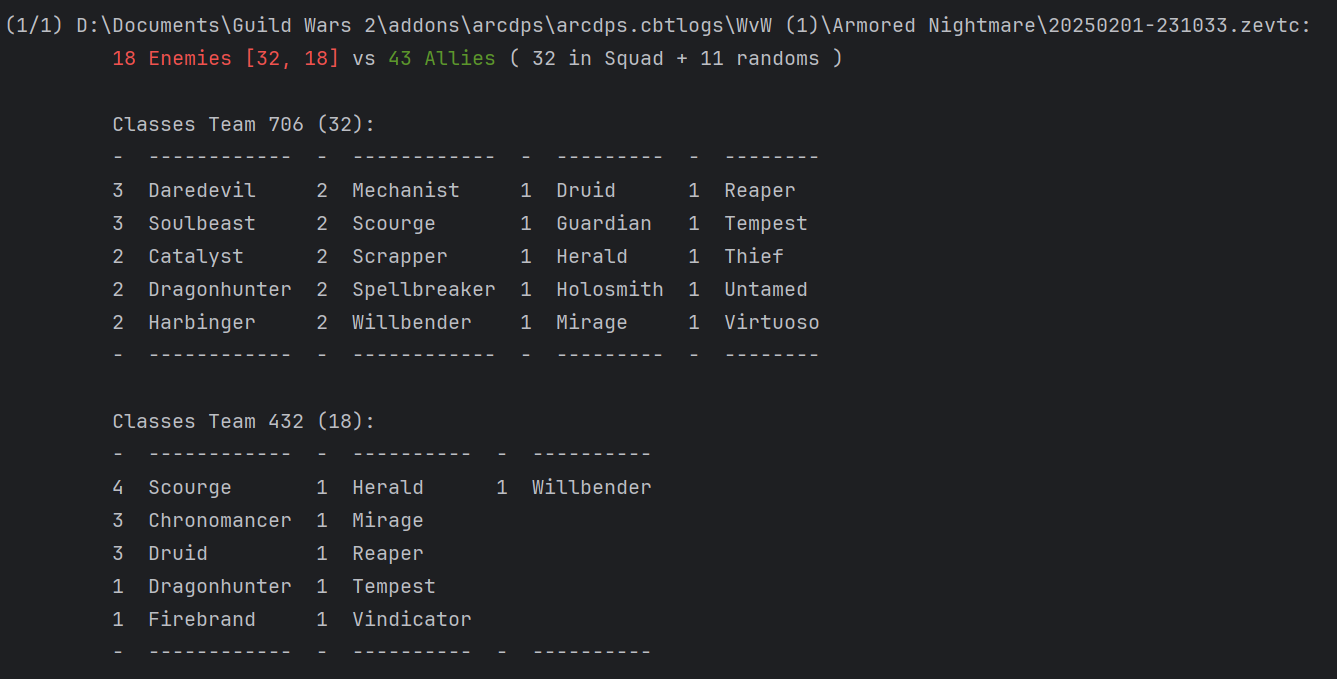 (1/1) D:\Documents\Guild Wars 2\addons\arcdps\arcdps.cbtlogs\WvW (1)\Armored Nightmare\20250201-231033.zevtc:
18 Enemies [32, 18] vs 43 Allies ( 32 in Squad + 11 randoms )
Classes Team 706 (32):
-  ------------  -  ------------  -  ---------  -  --------
3  Daredevil     2  Mechanist     1  Druid      1  Reaper
3  Soulbeast     2  Scourge       1  Guardian   1  Tempest
2  Catalyst      2  Scrapper      1  Herald     1  Thief
2  Dragonhunter  2  Spellbreaker  1  Holosmith  1  Untamed
2  Harbinger     2  Willbender    1  Mirage     1  Virtuoso
-  ------------  -  ------------  -  ---------  -  --------
Classes Team 432 (18):
-  ------------  -  ----------  -  ----------
4  Scourge       1  Herald      1  Willbender
3  Chronomancer  1  Mirage
3  Druid         1  Reaper
1  Dragonhunter  1  Tempest
1  Firebrand     1  Vindicator
-  ------------  -  ----------  -  ----------